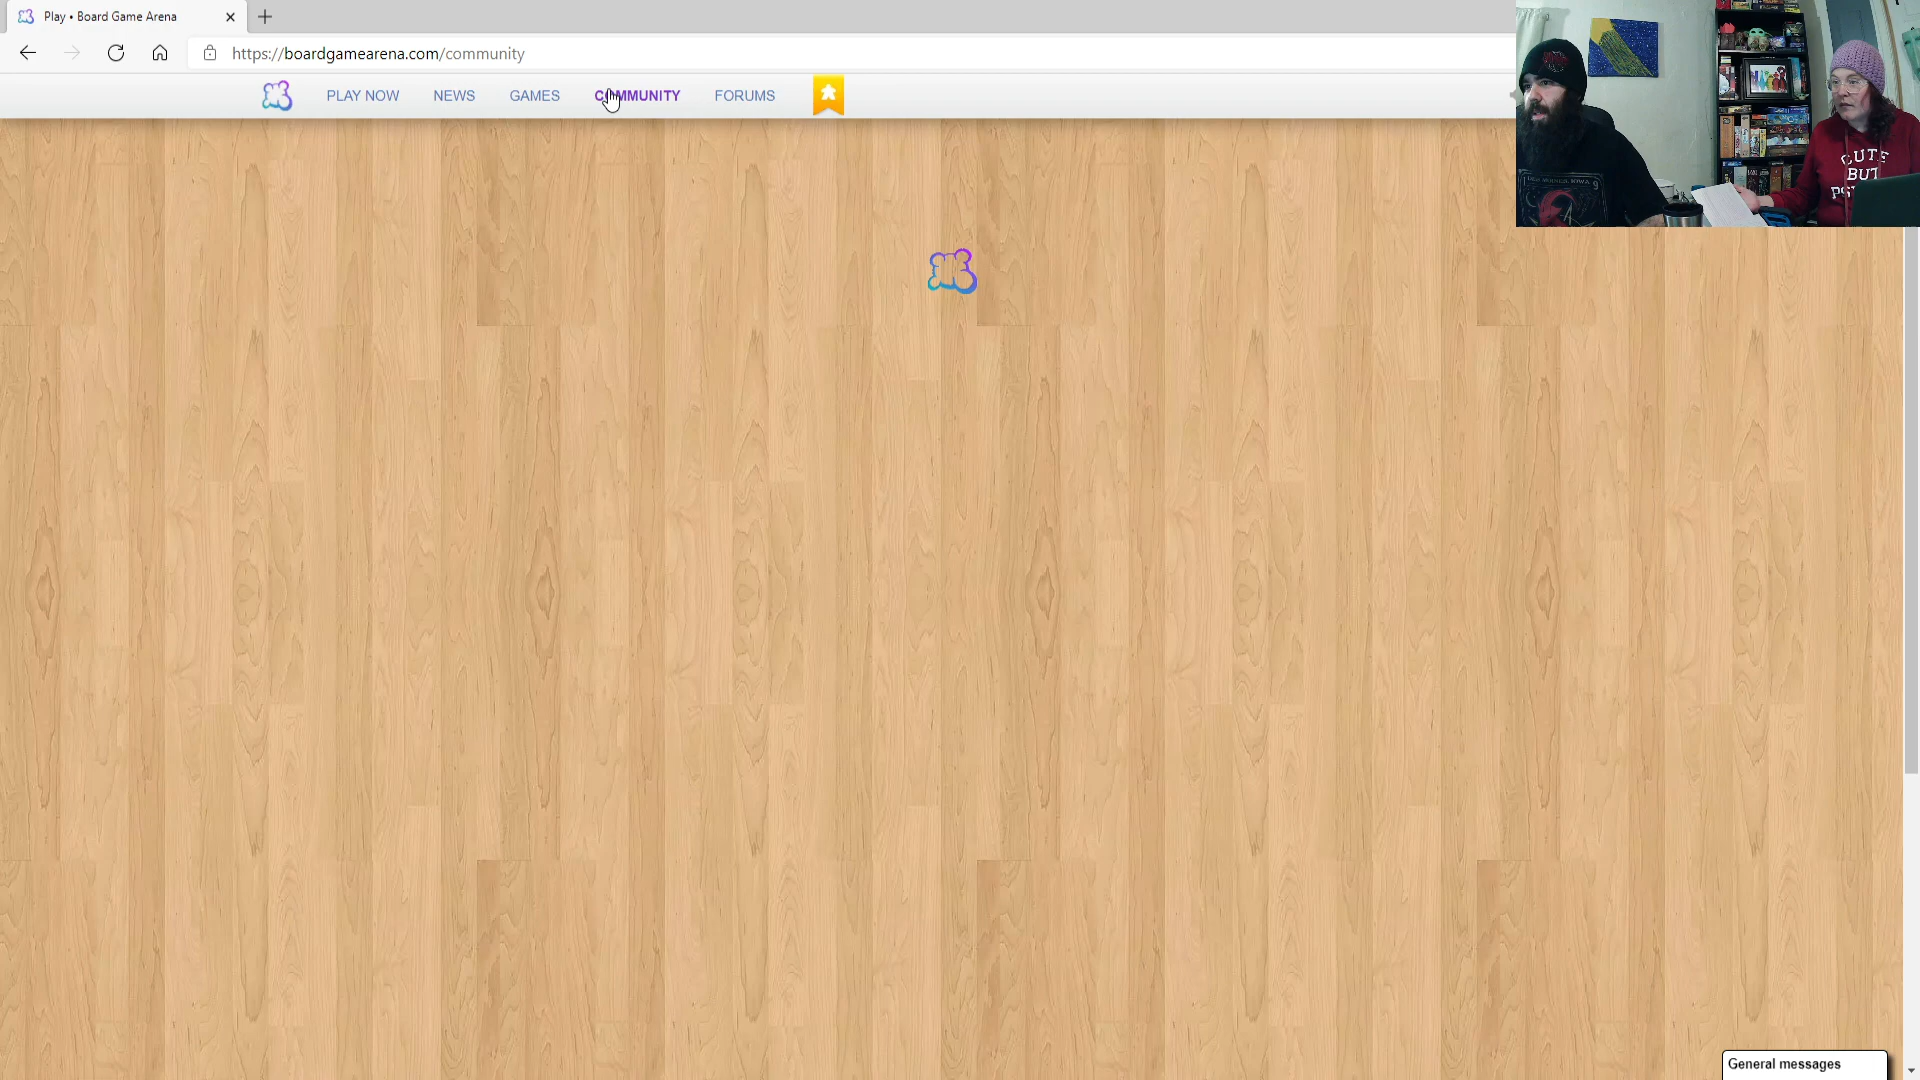 Play • Board Game Arena
https://boardgamearena.com/community
PLAY NOW
NEWS
GAMES
COMMUNITY
FORUMS
CUTE
BUT
General messages